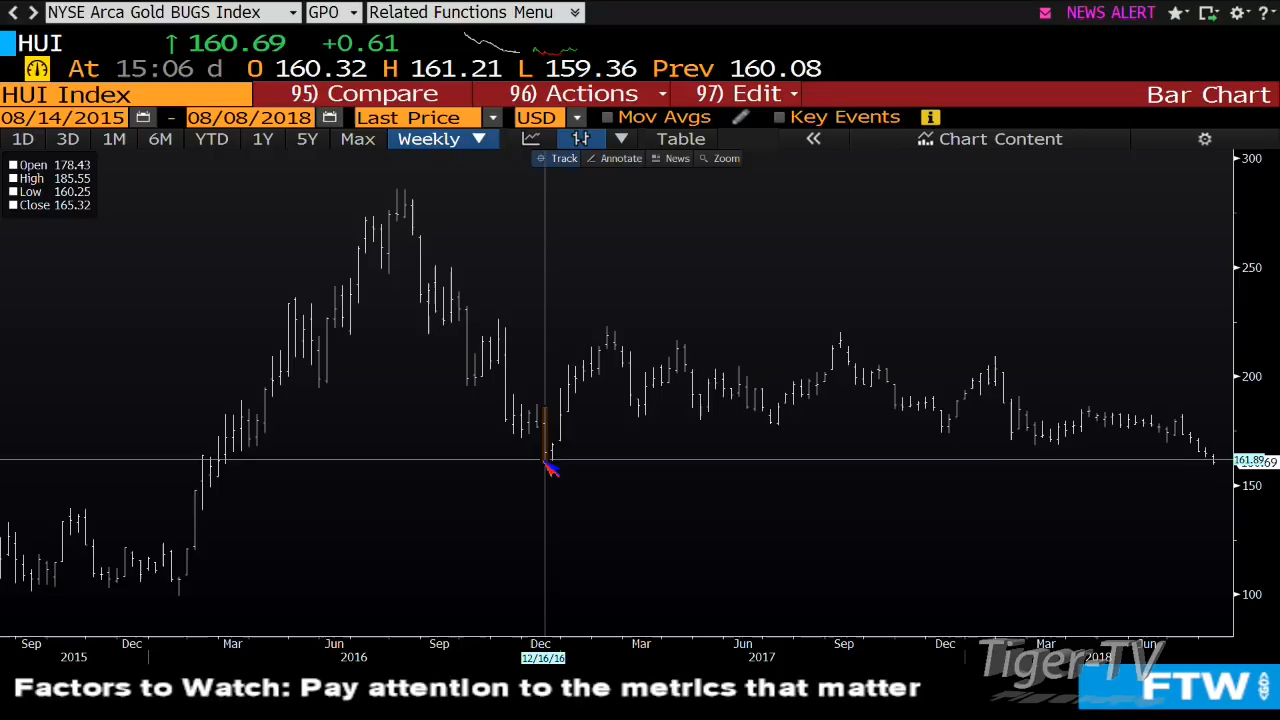 NYSE Arca Gold BUGS Index GPO Related Functions Menu NEWS ALERT ?
HUI ↑ 160.69 +0.61
At 15:06 d O 160.32 H 161.21 L 159.36 Prev 160.08
HUI Index 95) Compare 96) Actions 97) Edit Bar Chart
08/14/2015 - 08/08/2018 Last Price USD Mov Avgs Key Events i
1D 3D 1M 6M YTD 1Y 5Y Max Weekly ▼ Table « Chart Content
Track Annotate News Zoom
Open 178.43
High 185.55
Low 160.25
Close 165.32
300
250
200
161.89
150
100
Sep Dec Mar Jun Sep Dec Mar Jun Sep Dec Mar Jun
2015 2016 12/16/16 2017 2018
Tiger-TV
Factors to Watch: Pay attention to the metrics that matter
FTW